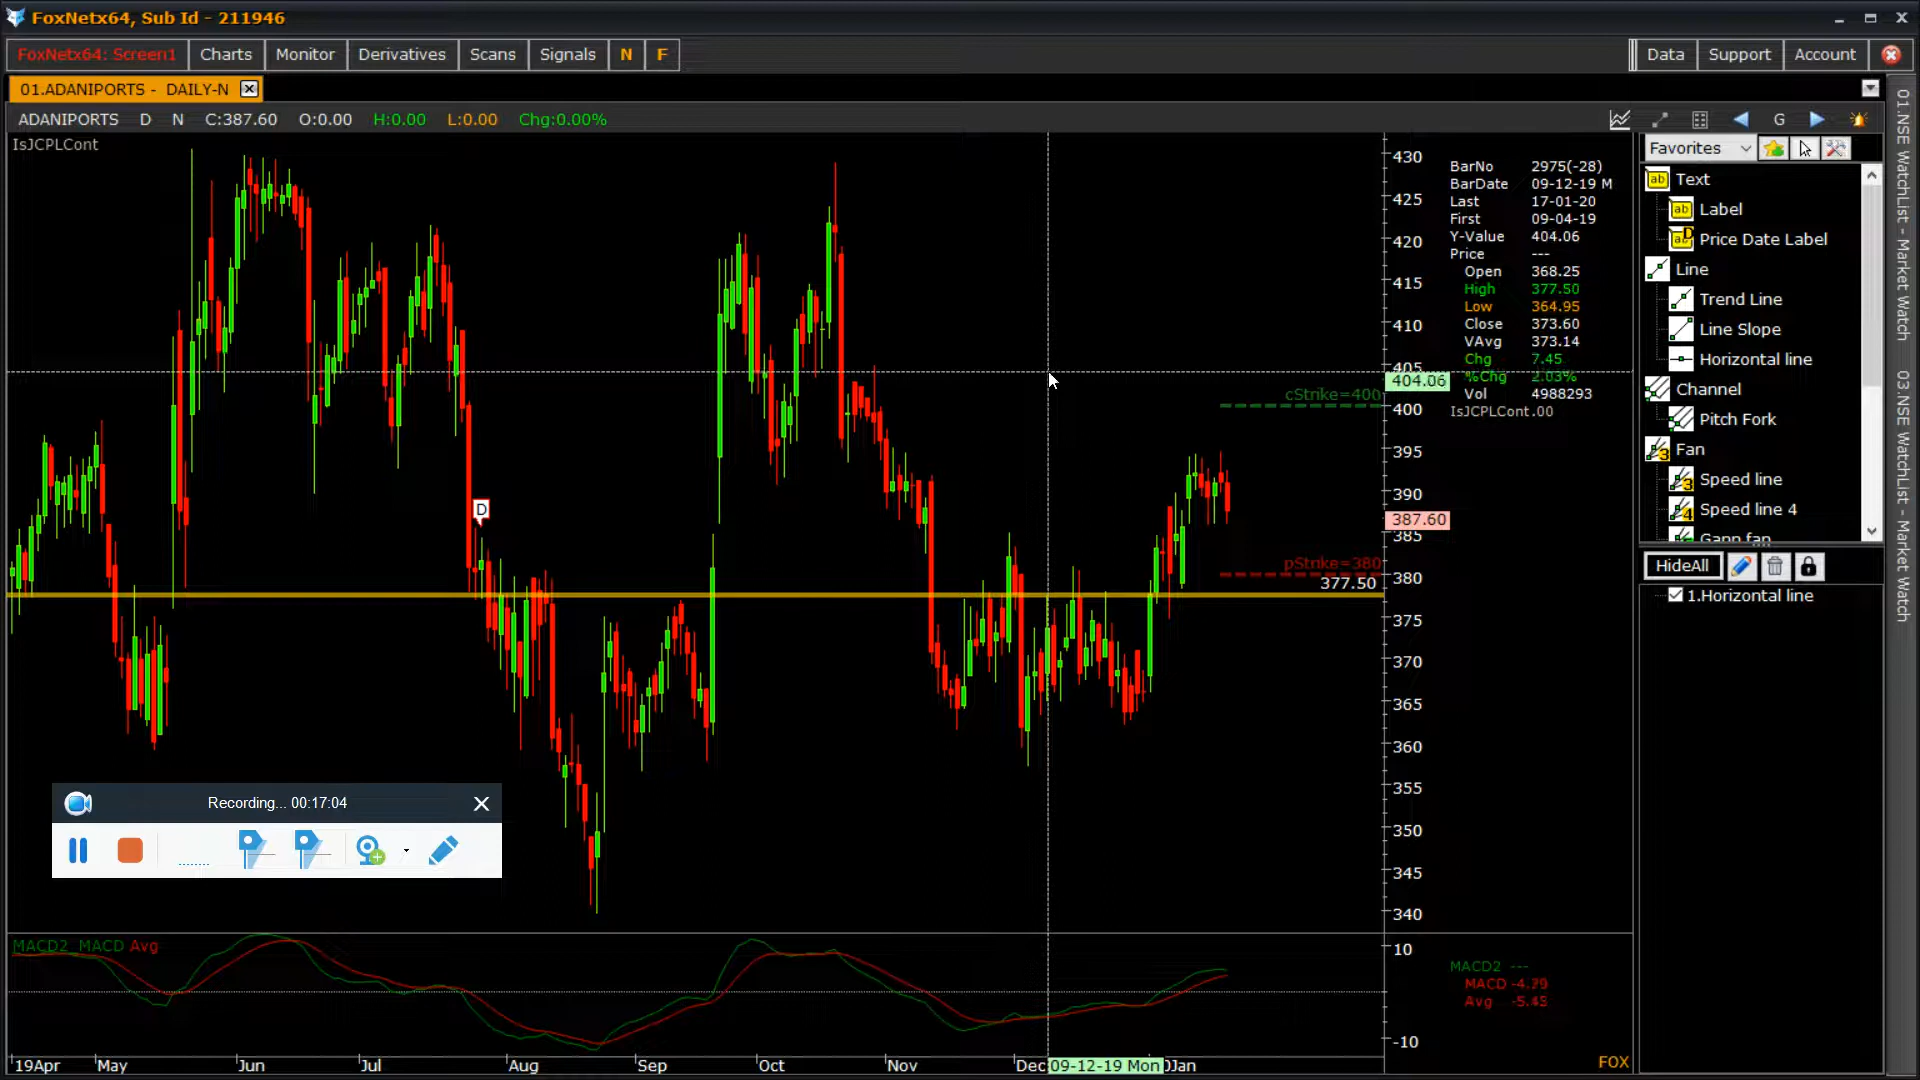 FoxNetx64, Sub Id - 211946
FoxNetx64: Screen1 Charts Monitor Derivatives Scans Signals N F Data Support Account
01.ADANIPORTS - DAILY-N
ADANIPORTS D N C:387.60 O:0.00 H:0.00 L:0.00 Chg:0.00% G
IsJCPLCont
430
425
420
415
410
405
404.06
400
395
390
387.60
385
380
375
370
365
360
355
350
345
340
cStrike=400
pStrike=380
377.50
D
BarNo 2975(-28)
BarDate 09-12-19 M
Last 17-01-20
First 09-04-19
Y-Value 404.06
Price ---
Open 368.25
High 377.50
Low 364.95
Close 373.60
VAvg 373.14
Chg 7.45
%Chg 2.03%
Vol 4988293
IsJCPLCont.00
Favorites
Text
Label
Price Date Label
Line
Trend Line
Line Slope
Horizontal line
Channel
Pitch Fork
Fan
Speed line
Speed line 4
Gann fan
HideAll
1.Horizontal line
01.NSE WatchList - Market Watch
03.NSE WatchList - Market Watch
Recording... 00:17:04
MACD2 MACD Avg
10
-10
MACD2 ---
MACD -4.29
Avg -5.45
19Apr May Jun Jul Aug Sep Oct Nov Dec 09-12-19 Mon Jan
FOX